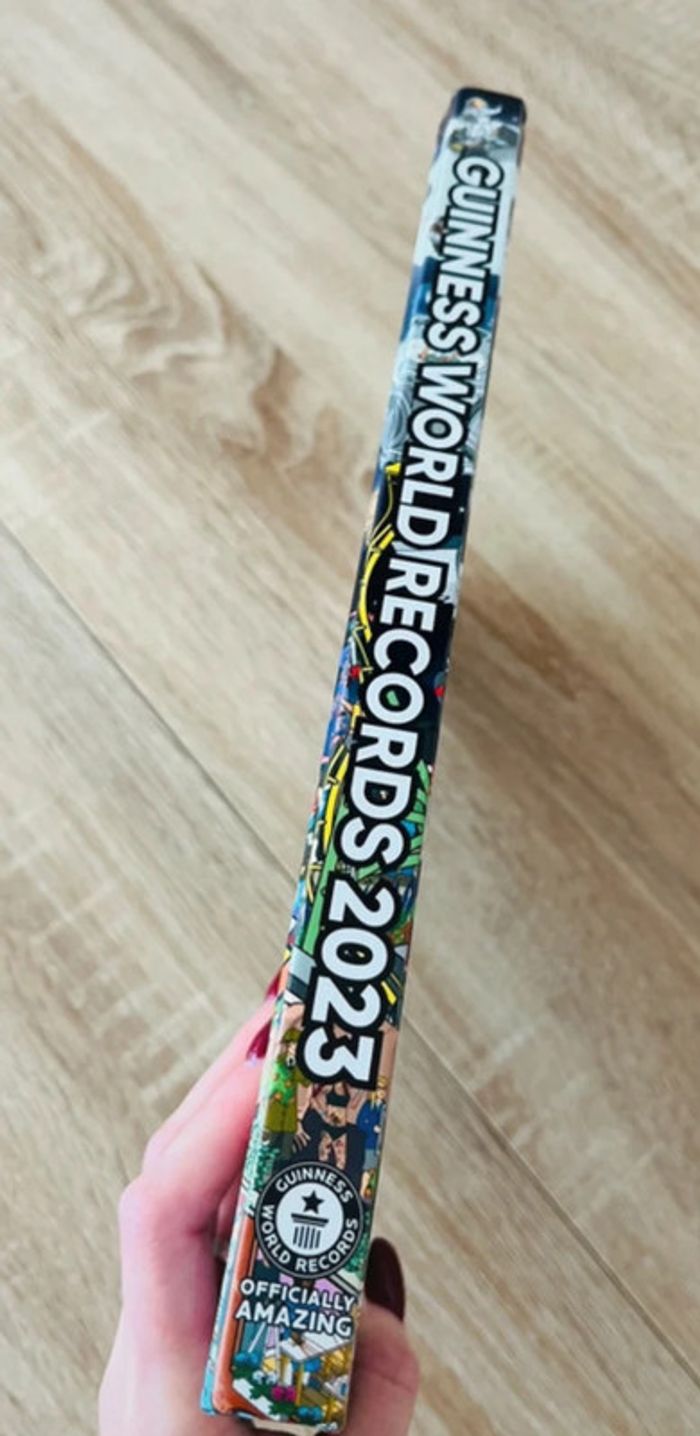 GUINNESS WORLD RECORDS 2023
GUINNESS
WORLD RECORDS
OFFICIALLY
AMAZING